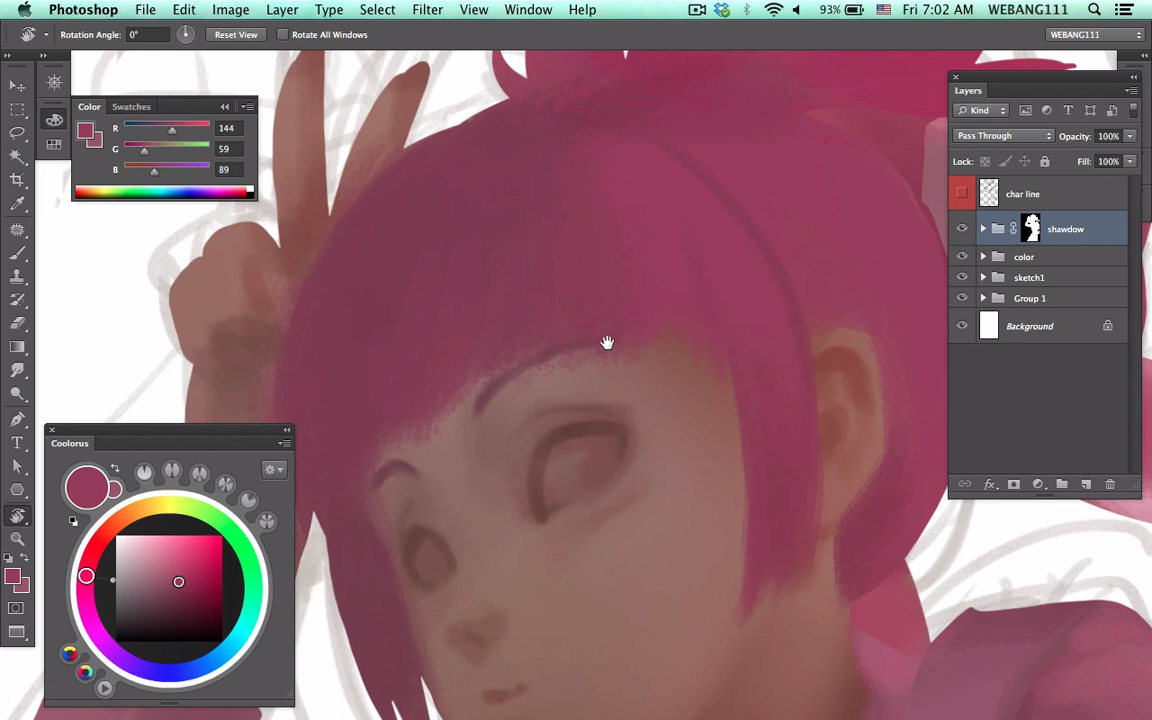 Photoshop File Edit Image Layer Type Select Filter View Window Help 93% Fri 7:02 AM WEBANG111
Rotation Angle: 0° Reset View Rotate All Windows WEBANG111
Color Swatches
R 144
G 59
B 89
Layers
Kind
Pass Through Opacity: 100%
Lock: Fill: 100%
char line
shawdow
color
sketch1
Group 1
Background
Coolorus